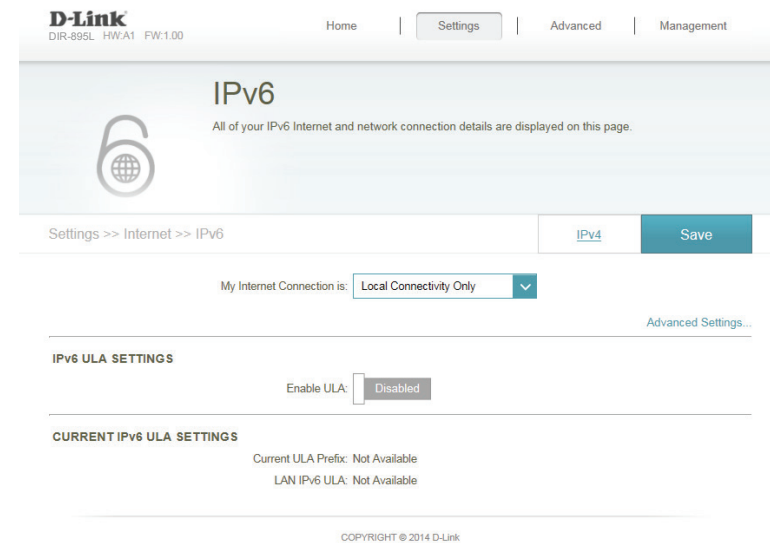 D-Link
DIR-895L HW:A1 FW:1.00
Home
Settings
Advanced
Management
IPv6
All of your IPv6 Internet and network connection details are displayed on this page.
Settings >> Internet >> IPv6
IPv4
Save
My Internet Connection is: Local Connectivity Only
Advanced Settings...
IPv6 ULA SETTINGS
Enable ULA: Disabled
CURRENT IPv6 ULA SETTINGS
Current ULA Prefix: Not Available
LAN IPv6 ULA: Not Available
COPYRIGHT © 2014 D-Link